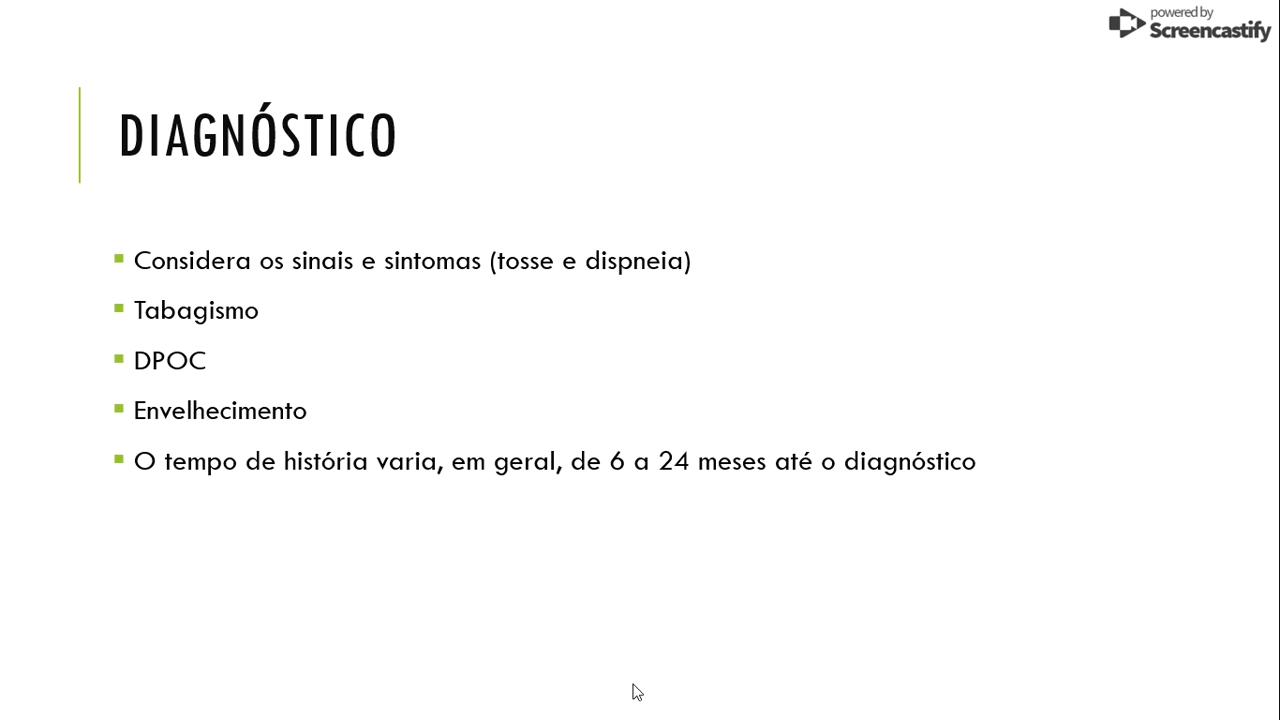 powered by
Screencastify
DIAGNÓSTICO
Considera os sinais e sintomas (tosse e dispneia)
Tabagismo
DPOC
Envelhecimento
O tempo de história varia, em geral, de 6 a 24 meses até o diagnóstico